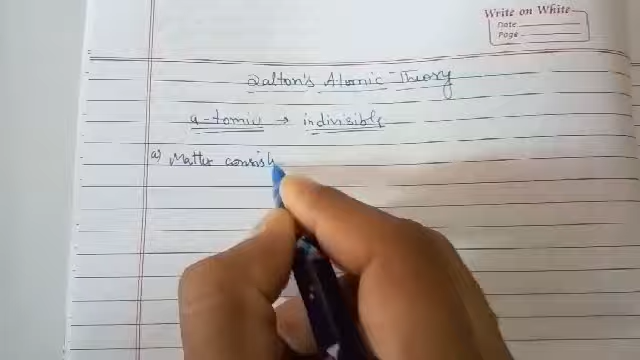 Write on White
Date
Page
Dalton's Atomic Theory
a-tomio → indivisible
a) Matter consist